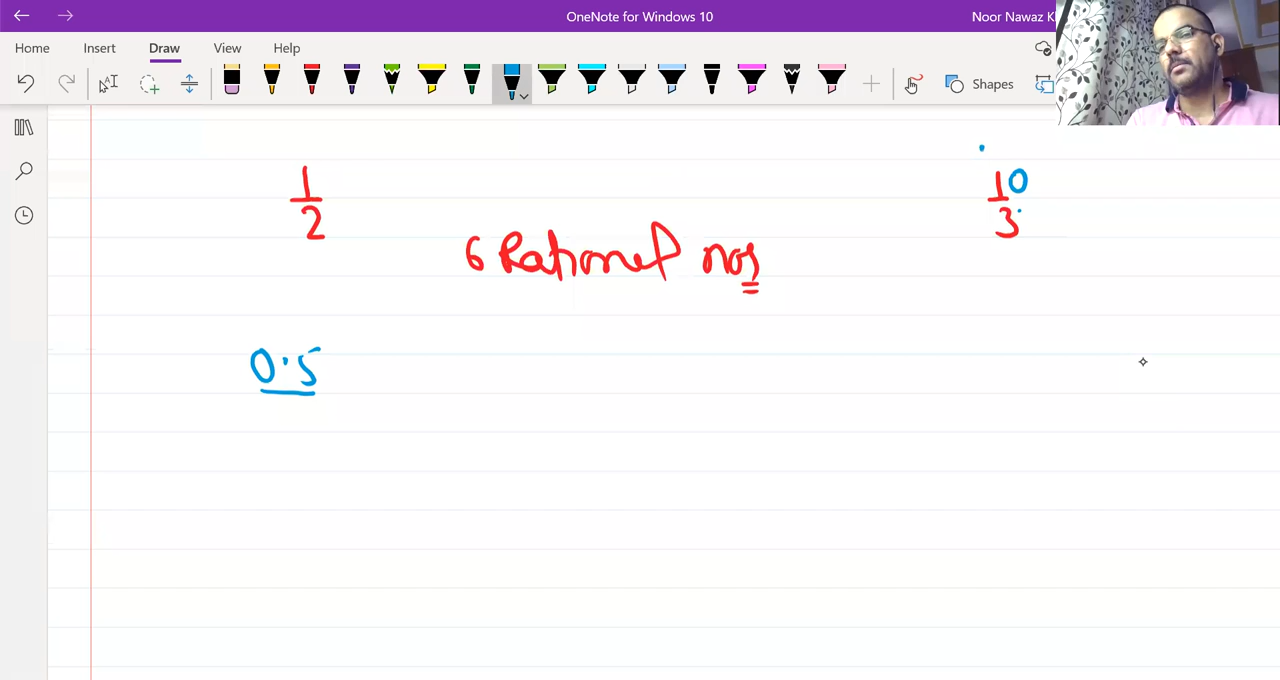 OneNote for Windows 10
Noor Nawaz K
Home Insert Draw View Help
Shapes
1/2
10/3
6 Rational nos
0.5